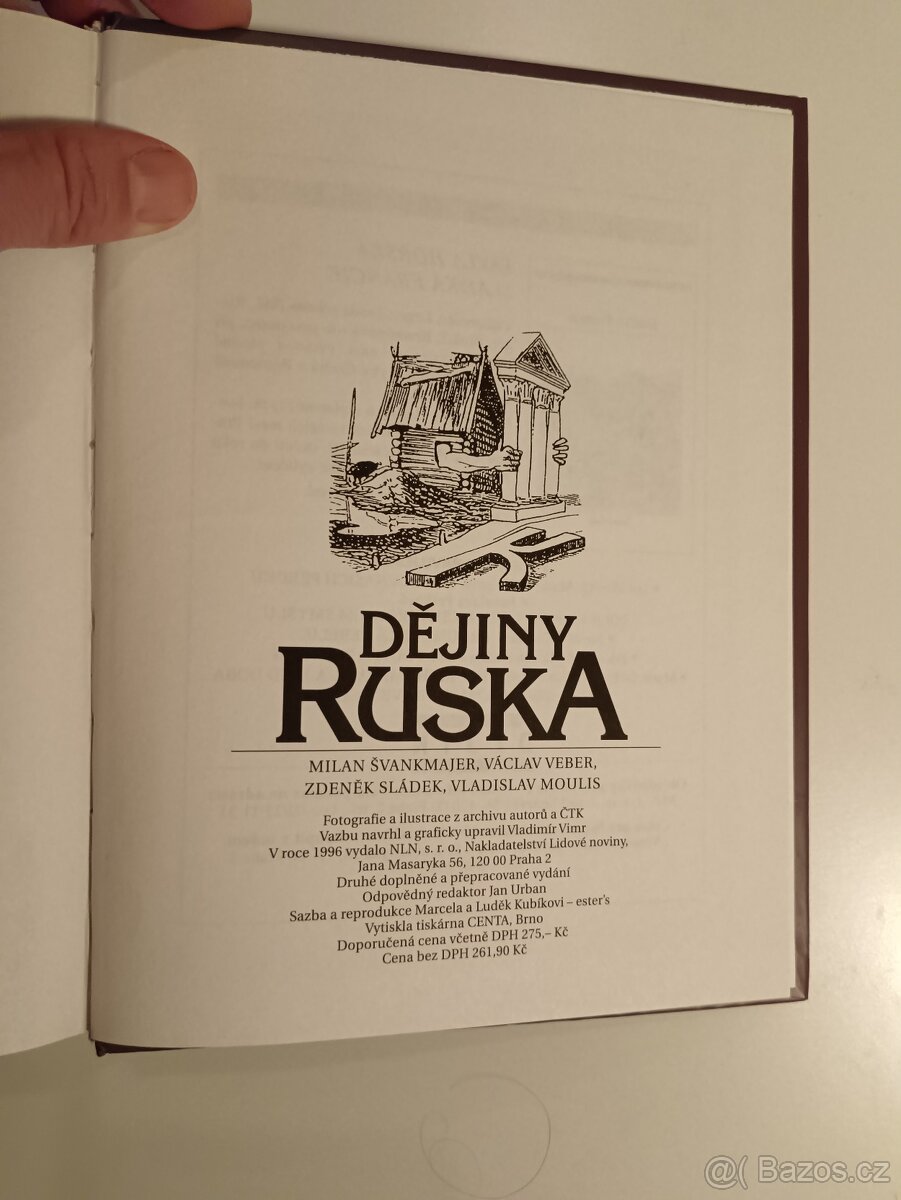 DĚJINY
RUSKA
MILAN ŠVANKMAJER, VÁCLAV VEBER,
ZDENĚK SLÁDEK, VLADISLAV MOULIS
Fotografie a ilustrace z archivu autorů a ČTK
Vazbu navrhl a graficky upravil Vladimír Vimr
V roce 1996 vydalo NLN, s. r. o., Nakladatelství Lidové noviny,
Jana Masaryka 56, 120 00 Praha 2
Druhé doplněné a přepracované vydání
Odpovědný redaktor Jan Urban
Sazba a reprodukce Marcela a Luděk Kubíkovi – ester's
Vytiskla tiskárna CENTA, Brno
Doporučená cena včetně DPH 275,– Kč
Cena bez DPH 261,90 Kč
@( Bazos.cz